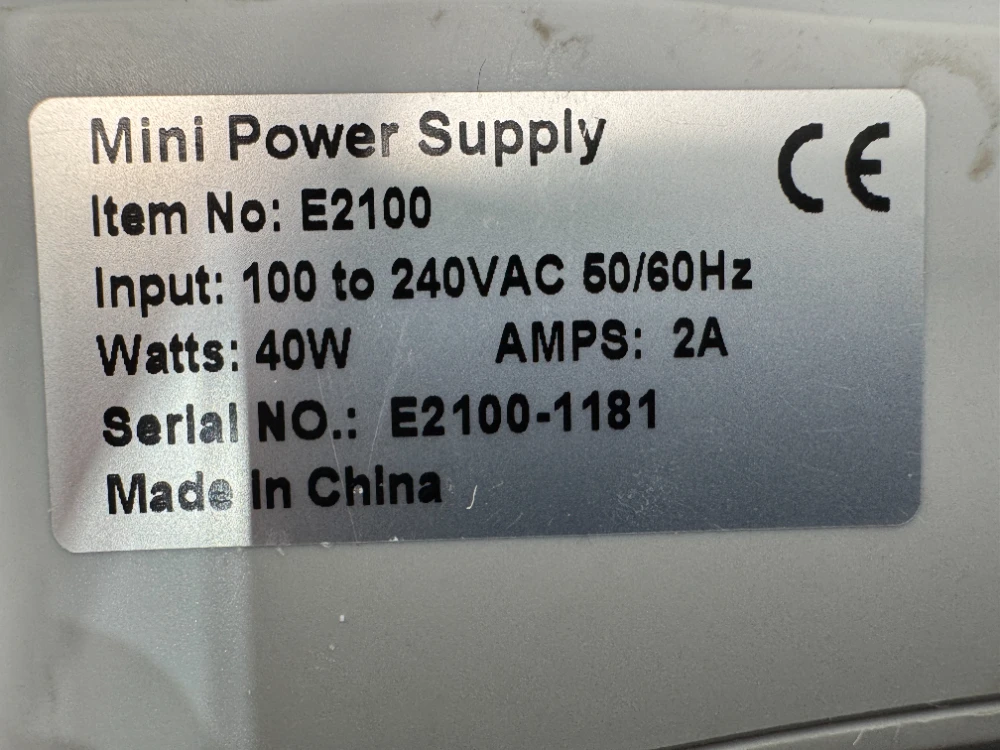 Mini Power Supply
CE
Item No: E2100
Input: 100 to 240VAC 50/60Hz
Watts: 40W AMPS: 2A
Serial NO.: E2100-1181
Made In China